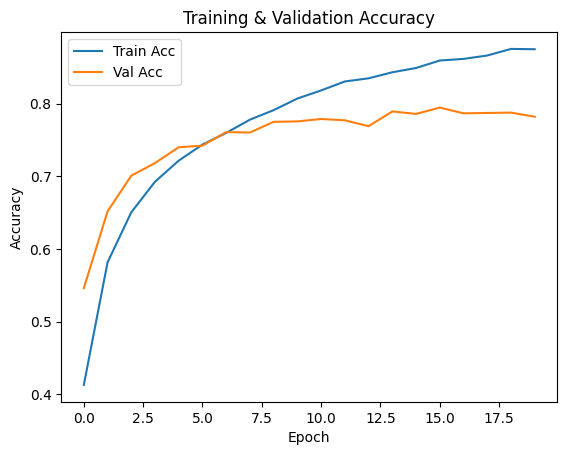 Training & Validation Accuracy
Train Acc
Val Acc
0.8
0.7
0.6
0.5
0.4
Accuracy
0.0 2.5 5.0 7.5 10.0 12.5 15.0 17.5
Epoch